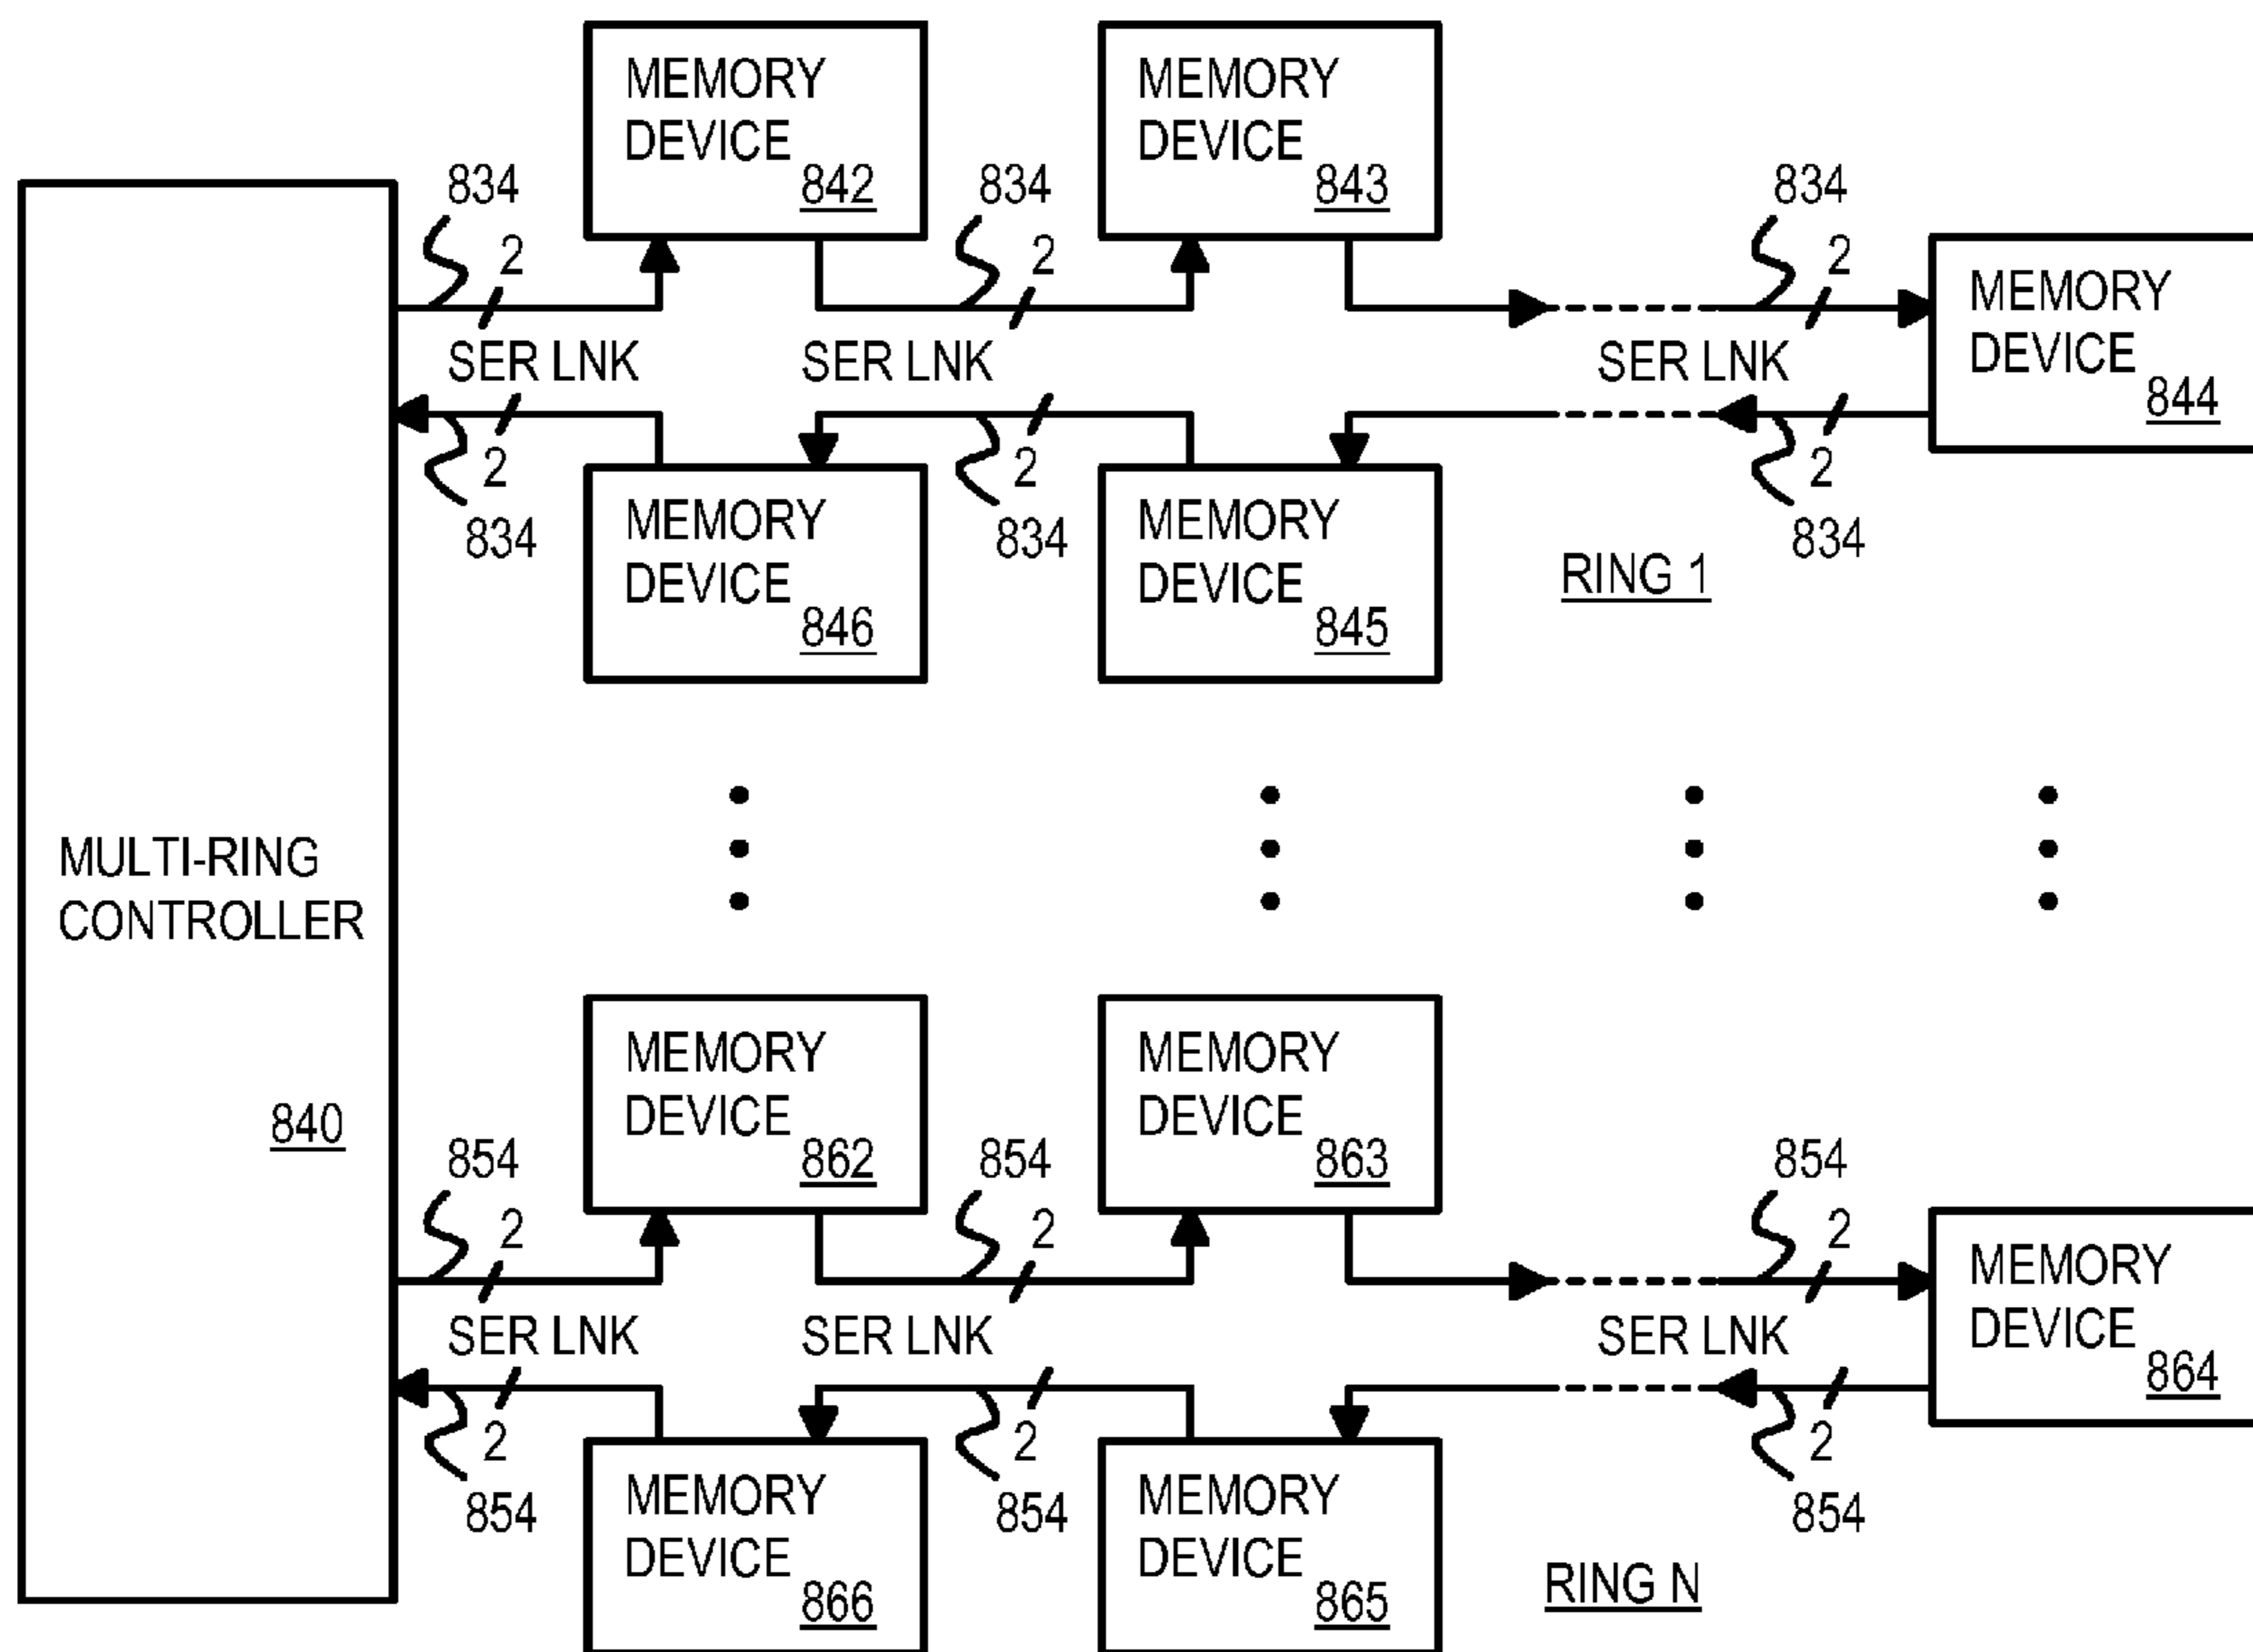 MEMORY
DEVICE
842
MEMORY
DEVICE
843
834
2
834
2
834
2
MEMORY
DEVICE
844
SER LNK
SER LNK
SER LNK
2
834
2
834
2
834
MEMORY
DEVICE
846
MEMORY
DEVICE
845
RING 1
MULTI-RING
CONTROLLER
840
MEMORY
DEVICE
862
MEMORY
DEVICE
863
854
2
854
2
854
2
MEMORY
DEVICE
864
SER LNK
SER LNK
SER LNK
2
854
2
854
2
854
MEMORY
DEVICE
866
MEMORY
DEVICE
865
RING N